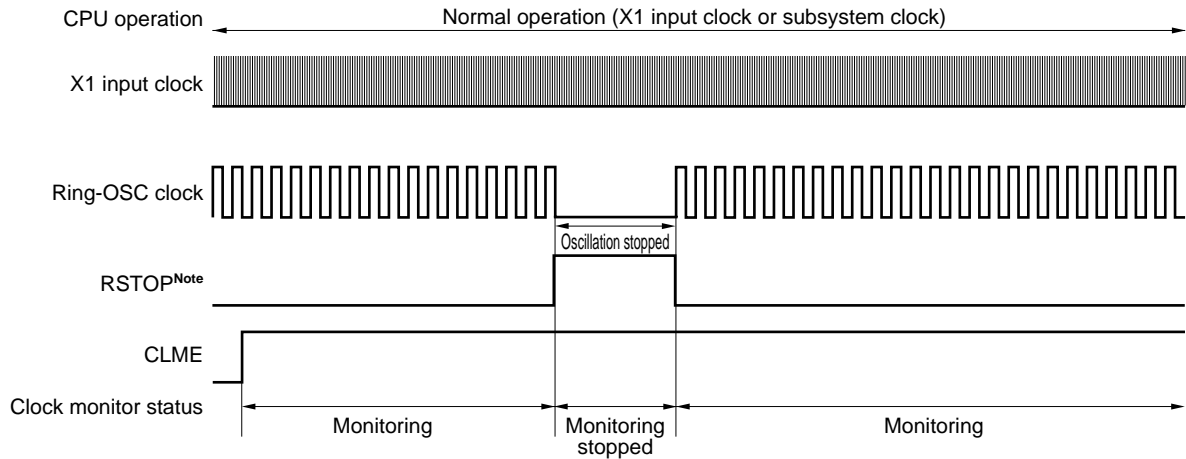 CPU operation
Normal operation (X1 input clock or subsystem clock)
X1 input clock
Ring-OSC clock
Oscillation stopped
RSTOPNote
CLME
Clock monitor status
Monitoring
Monitoring
stopped
Monitoring